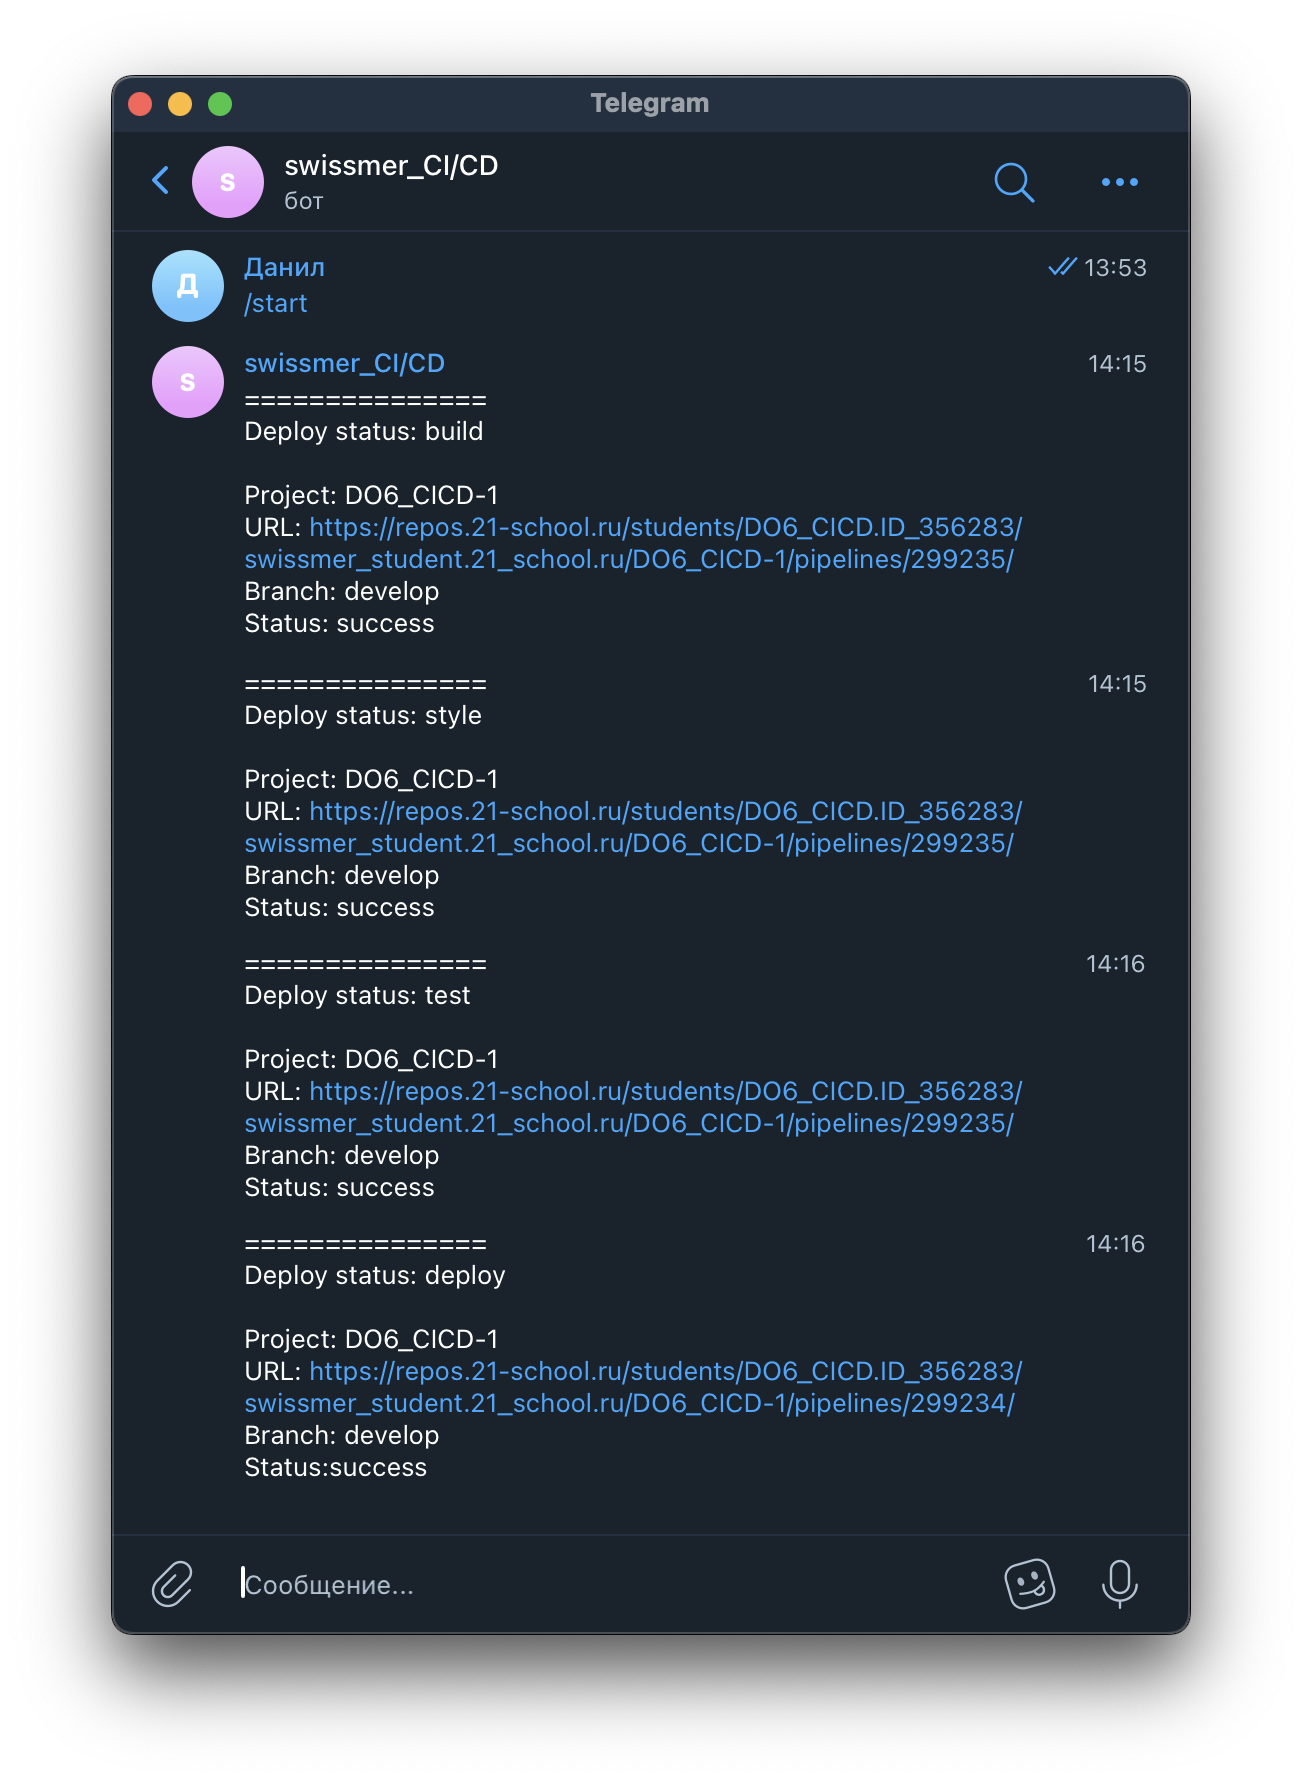 Telegram
S
swissmer_CI/CD
бот
Д
Данил
13:53
/start
S
swissmer_CI/CD
14:15
===============
Deploy status: build
Project: DO6_CICD-1
URL: https://repos.21-school.ru/students/DO6_CICD.ID_356283/
swissmer_student.21_school.ru/DO6_CICD-1/pipelines/299235/
Branch: develop
Status: success
===============
14:15
Deploy status: style
Project: DO6_CICD-1
URL: https://repos.21-school.ru/students/DO6_CICD.ID_356283/
swissmer_student.21_school.ru/DO6_CICD-1/pipelines/299235/
Branch: develop
Status: success
===============
14:16
Deploy status: test
Project: DO6_CICD-1
URL: https://repos.21-school.ru/students/DO6_CICD.ID_356283/
swissmer_student.21_school.ru/DO6_CICD-1/pipelines/299235/
Branch: develop
Status: success
===============
14:16
Deploy status: deploy
Project: DO6_CICD-1
URL: https://repos.21-school.ru/students/DO6_CICD.ID_356283/
swissmer_student.21_school.ru/DO6_CICD-1/pipelines/299234/
Branch: develop
Status:success
Сообщение...